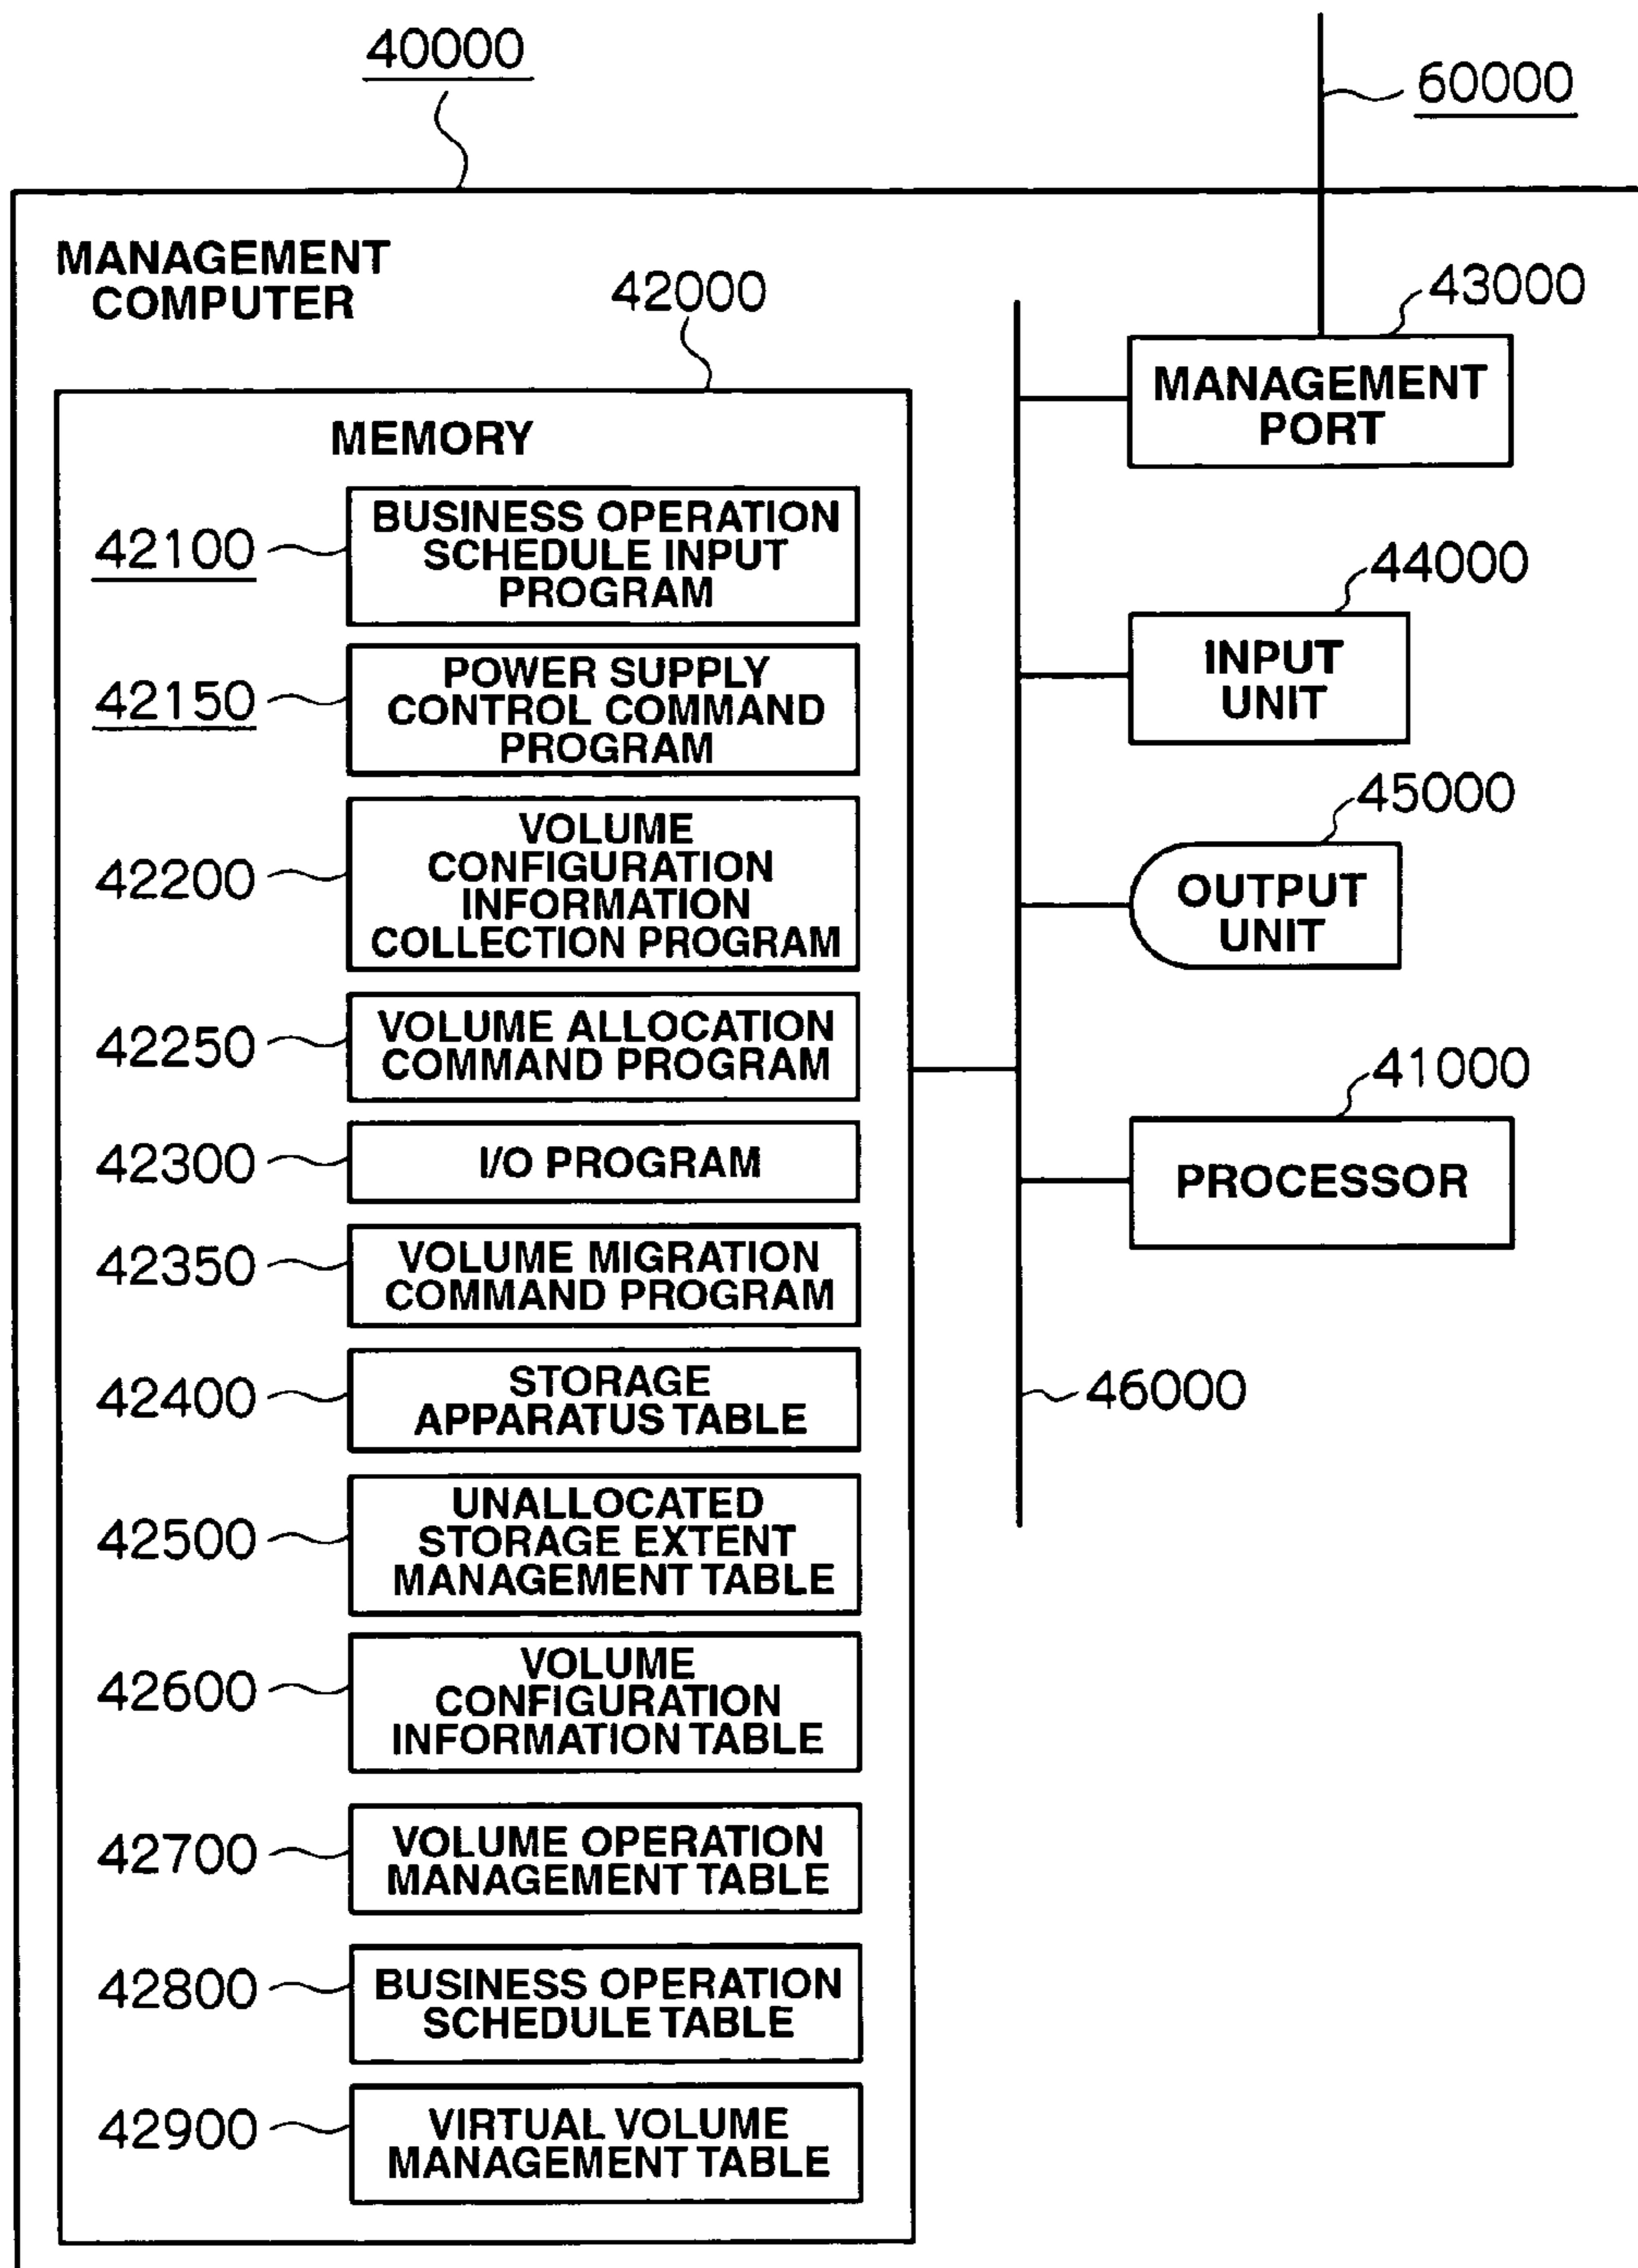 40000
60000
MANAGEMENT
COMPUTER
42000
43000
MANAGEMENT
PORT
MEMORY
42100
BUSINESS OPERATION
SCHEDULE INPUT
PROGRAM
44000
INPUT
UNIT
42150
POWER SUPPLY
CONTROL COMMAND
PROGRAM
45000
OUTPUT
UNIT
42200
VOLUME
CONFIGURATION
INFORMATION
COLLECTION PROGRAM
42250
VOLUME ALLOCATION
COMMAND PROGRAM
41000
PROCESSOR
42300
I/O PROGRAM
42350
VOLUME MIGRATION
COMMAND PROGRAM
42400
STORAGE
APPARATUS TABLE
46000
42500
UNALLOCATED
STORAGE EXTENT
MANAGEMENT TABLE
42600
VOLUME
CONFIGURATION
INFORMATION TABLE
42700
VOLUME OPERATION
MANAGEMENT TABLE
42800
BUSINESS OPERATION
SCHEDULE TABLE
42900
VIRTUAL VOLUME
MANAGEMENT TABLE